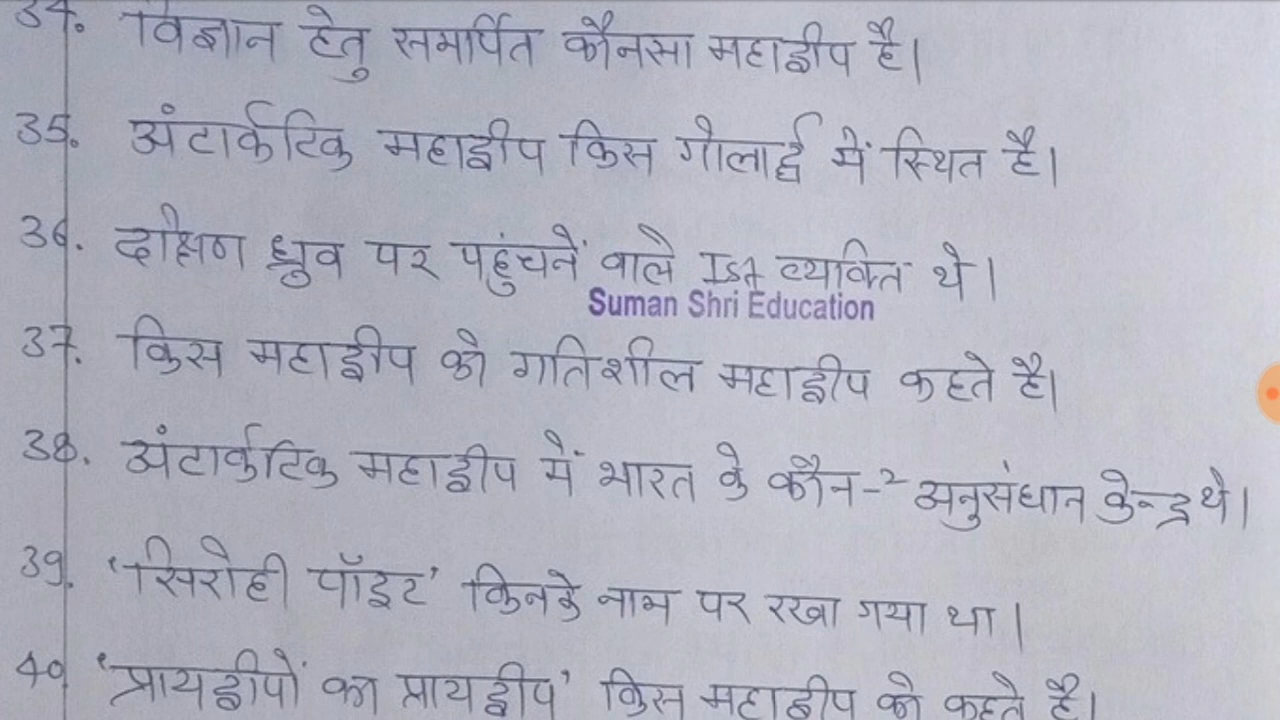 34. विज्ञान हेतु समर्पित कौनसा महाद्वीप है।
35. अंटार्कटिक महाद्वीप किस गोलार्द्ध में स्थित है।
36. दक्षिण ध्रुव पर पहुंचनें वाले Ist व्यक्ति थे।
Suman Shri Education
37. किस महाद्वीप को गतिशील महाद्वीप कहते है।
38. अंटार्कटिक महाद्वीप में भारत के कौन-2 अनुसंधान केन्द्र थे।
39. 'सिरोही पॉइट' किनके नाम पर रखा गया था।
40 'प्रायद्वीपों का प्रायद्वीप' किस महाद्वीप को कहते है।